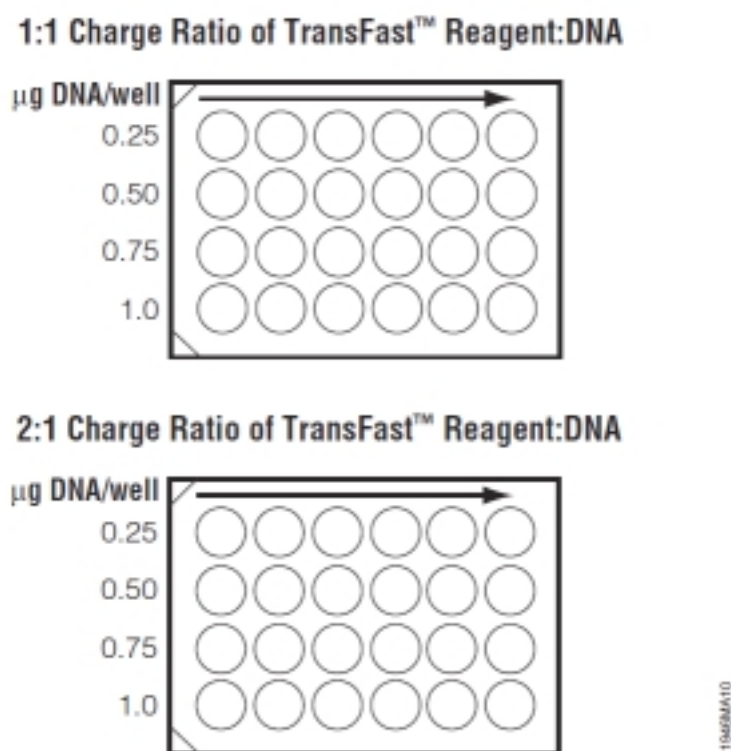 1:1 Charge Ratio of TransFast™ Reagent:DNA
μg DNA/well
0.25
0.50
0.75
1.0
2:1 Charge Ratio of TransFast™ Reagent:DNA
μg DNA/well
0.25
0.50
0.75
1.0
1946MA10